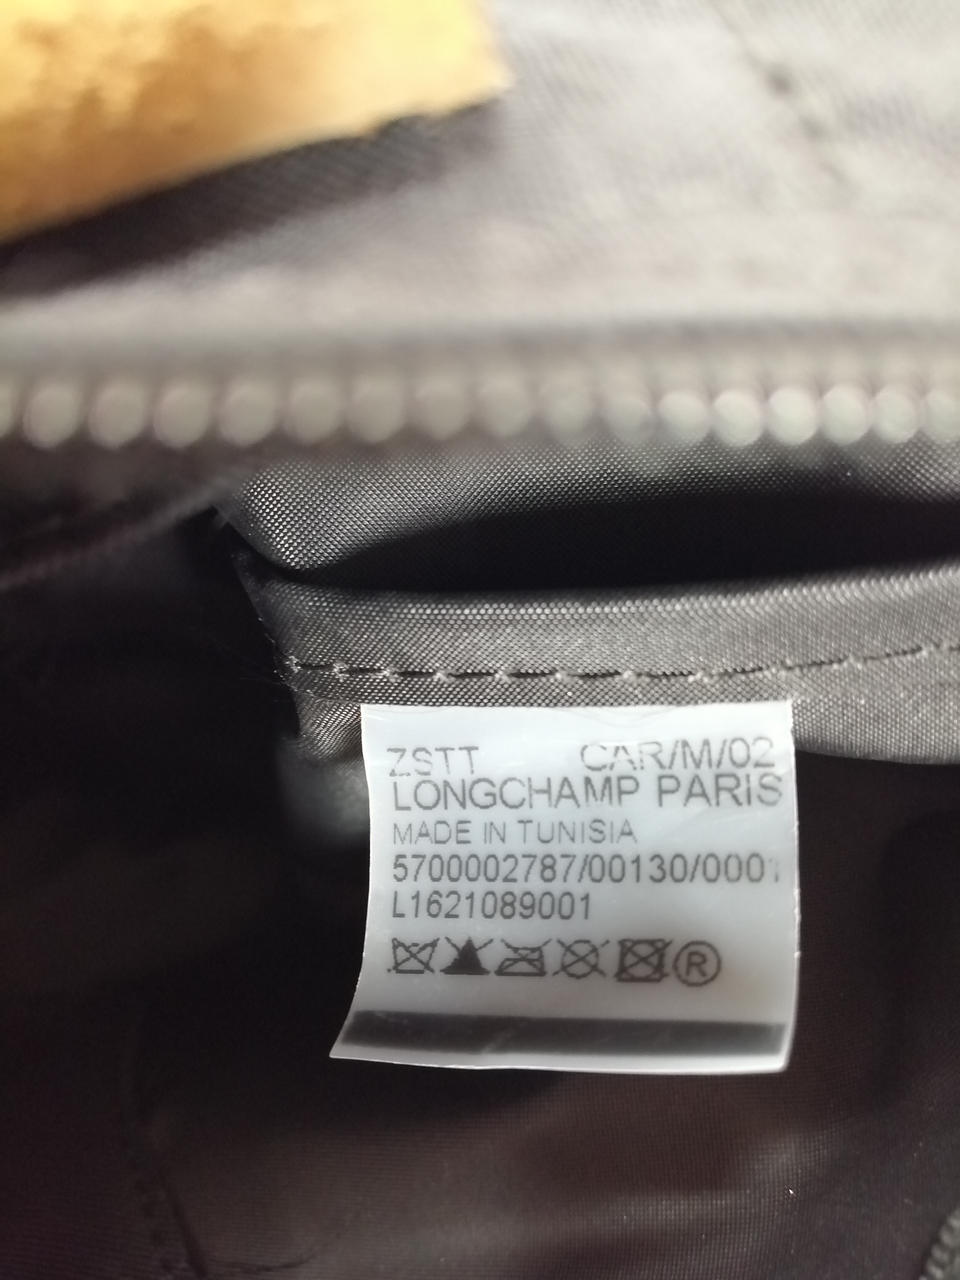 ZSTT CAR/M/02
LONGCHAMP PARIS
MADE IN TUNISIA
5700002787/00130/0001
L1621089001
®